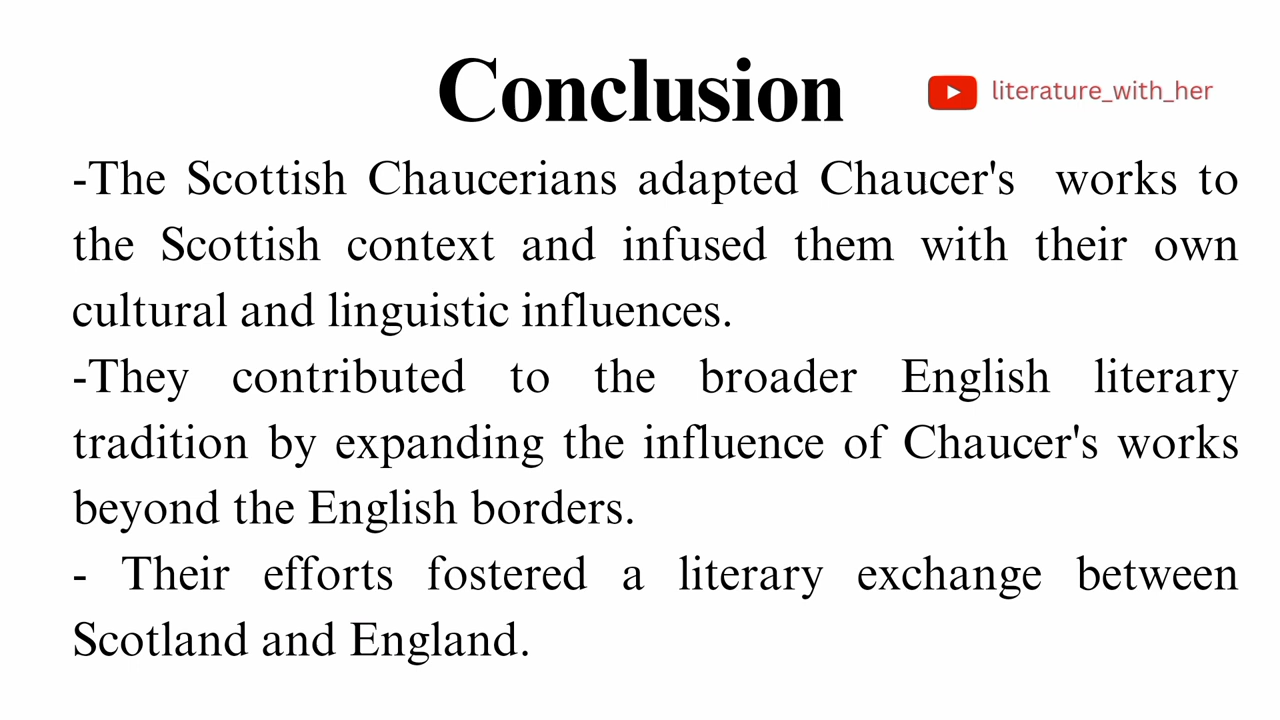 Conclusion
literature_with_her
-The Scottish Chaucerians adapted Chaucer's works to
the Scottish context and infused them with their own
cultural and linguistic influences.
-They contributed to the broader English literary
tradition by expanding the influence of Chaucer's works
beyond the English borders.
- Their efforts fostered a literary exchange between
Scotland and England.